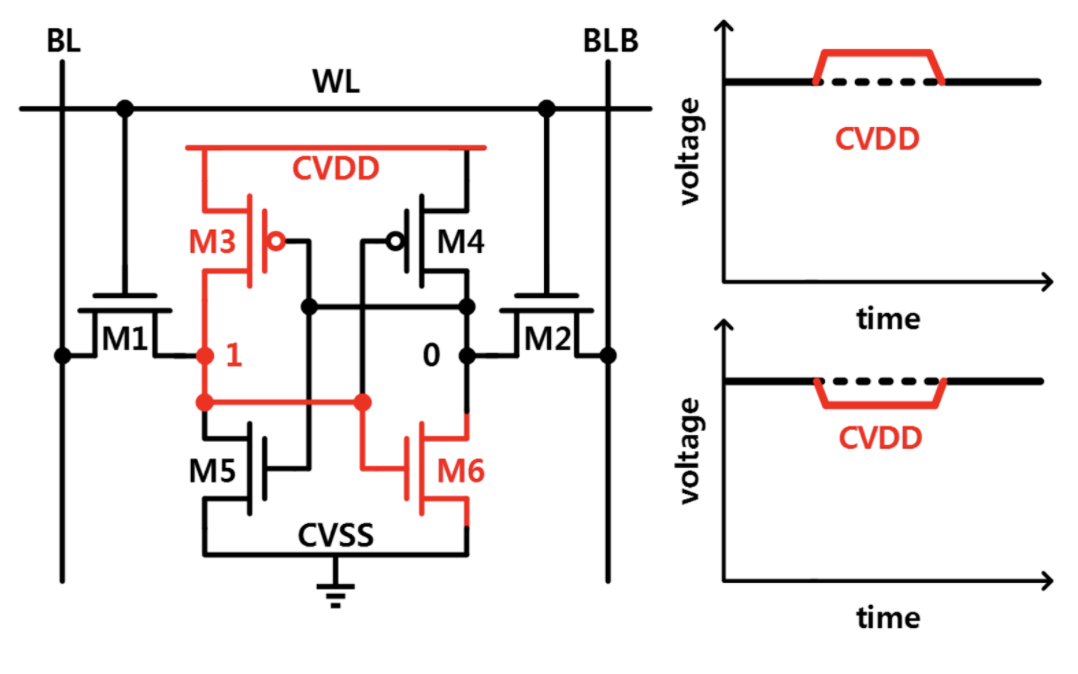 BL
BLB
WL
CVDD
M3
M4
M1
1
0
M2
M5
M6
CVSS
voltage
CVDD
time
voltage
CVDD
time